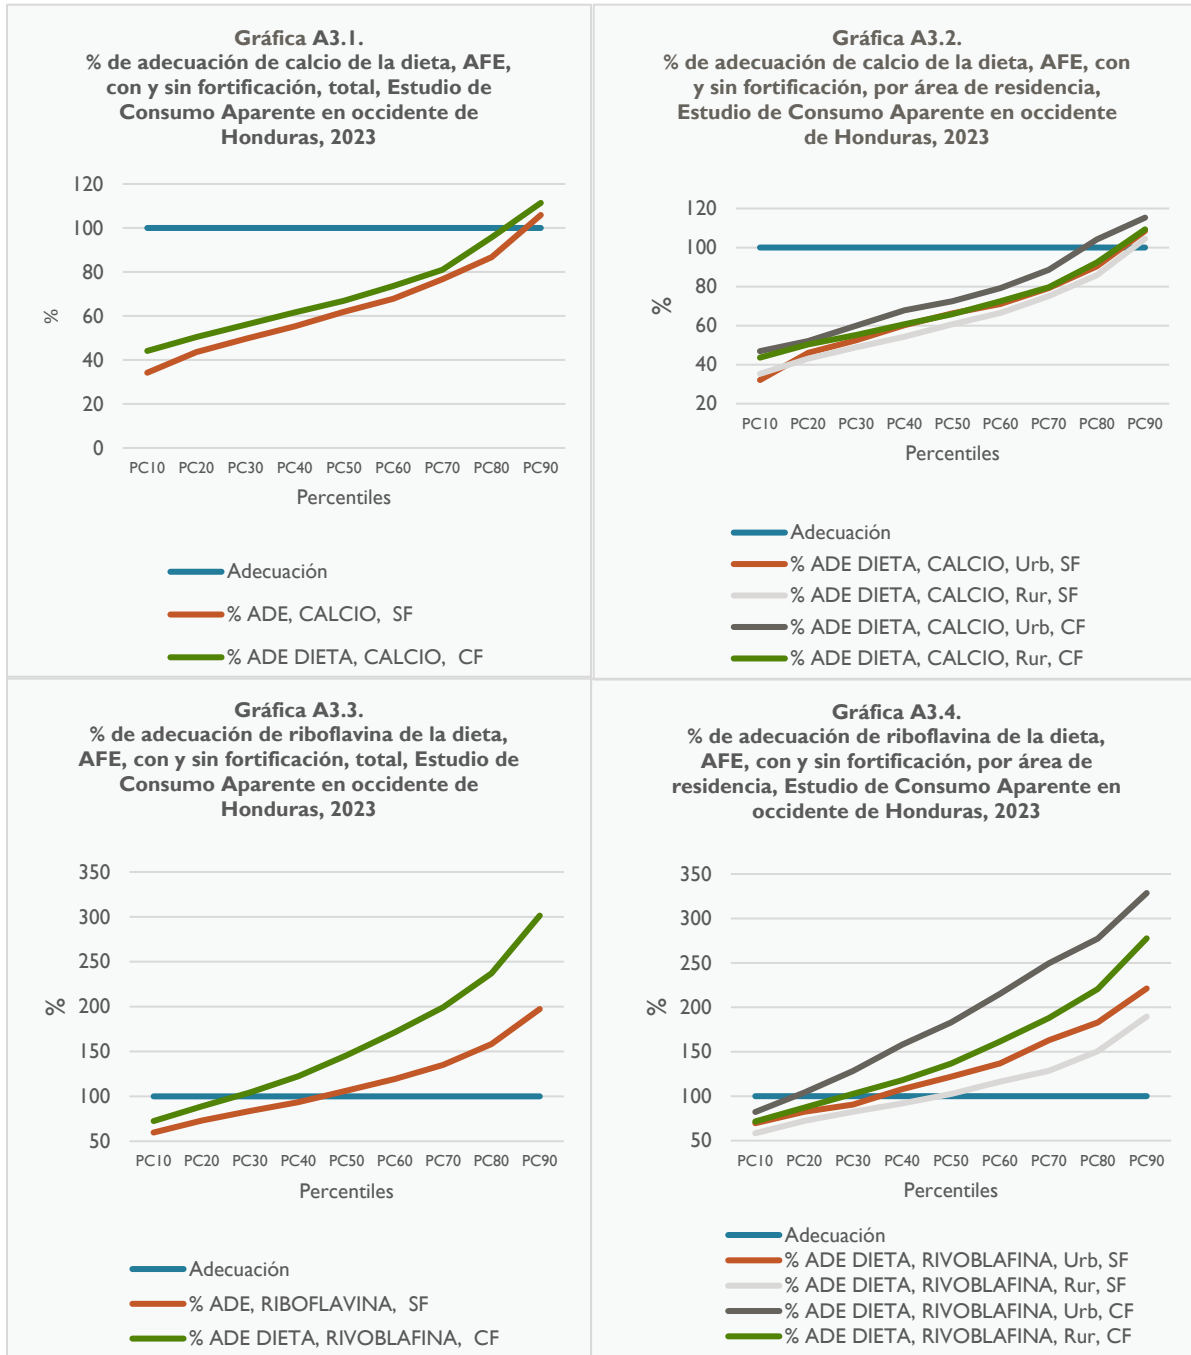 Gráfica A3.1.
% de adecuación de calcio de la dieta, AFE,
con y sin fortificación, total, Estudio de
Consumo Aparente en occidente de
Honduras, 2023
120
100
80
60
40
20
0
%
PC10 PC20 PC30 PC40 PC50 PC60 PC70 PC80 PC90
Percentiles
Adecuación
% ADE, CALCIO, SF
% ADE DIETA, CALCIO, CF
Gráfica A3.2.
% de adecuación de calcio de la dieta, AFE, con
y sin fortificación, por área de residencia,
Estudio de Consumo Aparente en occidente
de Honduras, 2023
120
100
80
60
40
20
%
PC10 PC20 PC30 PC40 PC50 PC60 PC70 PC80 PC90
Percentiles
Adecuación
% ADE DIETA, CALCIO, Urb, SF
% ADE DIETA, CALCIO, Rur, SF
% ADE DIETA, CALCIO, Urb, CF
% ADE DIETA, CALCIO, Rur, CF
Gráfica A3.3.
% de adecuación de riboflavina de la dieta,
AFE, con y sin fortificación, total, Estudio de
Consumo Aparente en occidente de
Honduras, 2023
350
300
250
200
150
100
50
%
PC10 PC20 PC30 PC40 PC50 PC60 PC70 PC80 PC90
Percentiles
Adecuación
% ADE, RIBOFLAVINA, SF
% ADE DIETA, RIVOBLAFINA, CF
Gráfica A3.4.
% de adecuación de riboflavina de la dieta,
AFE, con y sin fortificación, por área de
residencia, Estudio de Consumo Aparente en
occidente de Honduras, 2023
350
300
250
200
150
100
50
%
PC10 PC20 PC30 PC40 PC50 PC60 PC70 PC80 PC90
Percentiles
Adecuación
% ADE DIETA, RIVOBLAFINA, Urb, SF
% ADE DIETA, RIVOBLAFINA, Rur, SF
% ADE DIETA, RIVOBLAFINA, Urb, CF
% ADE DIETA, RIVOBLAFINA, Rur, CF